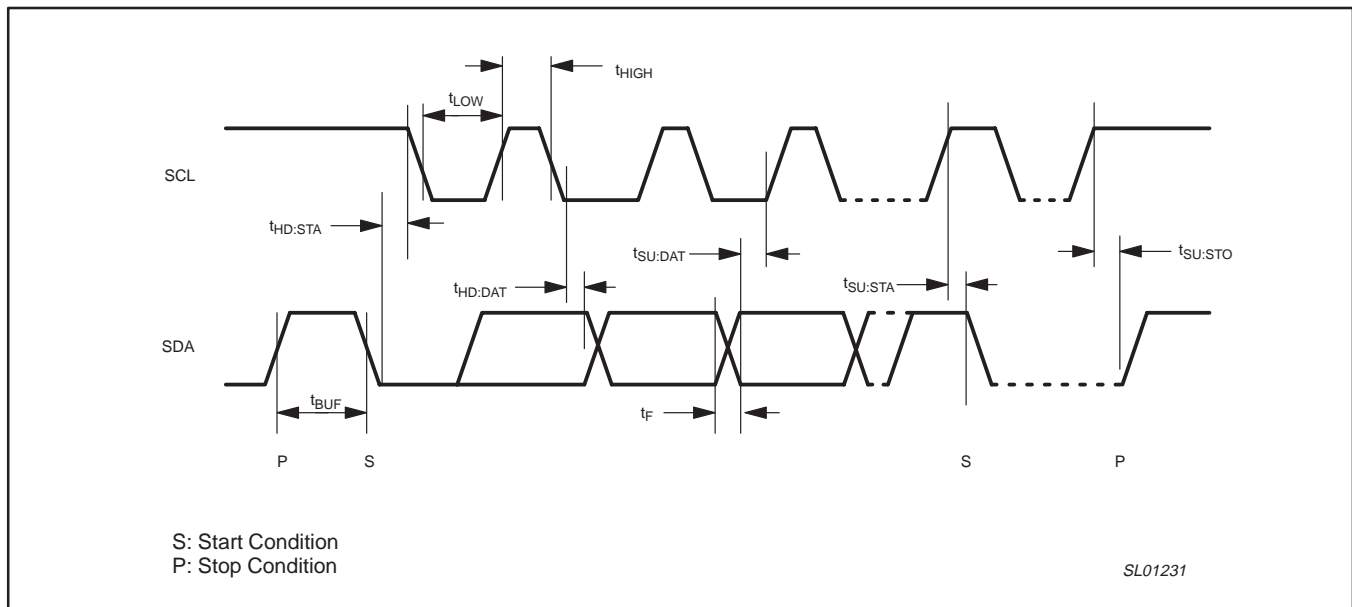 tHIGH
tLOW
SCL
tHD:STA
tSU:DAT
tSU:STO
tHD:DAT
tSU:STA
SDA
tBUF
tF
P S S P
S: Start Condition
P: Stop Condition
SL01231